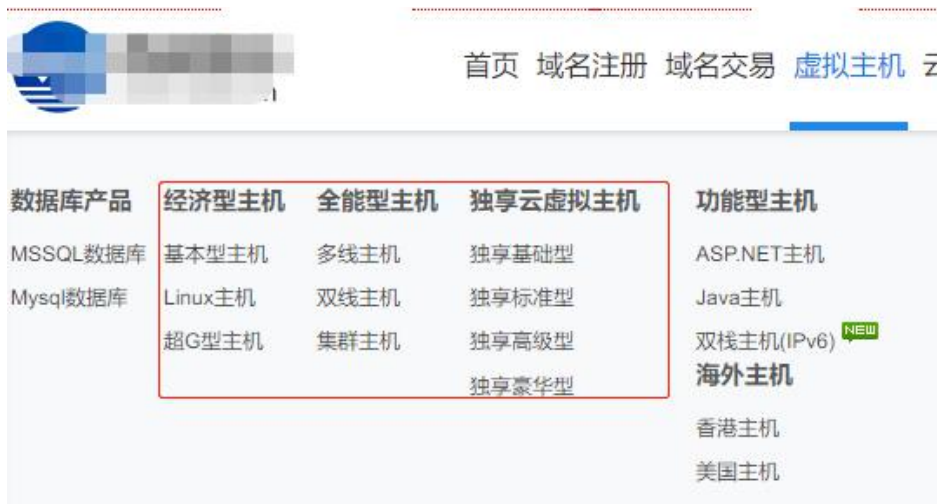 首页 域名注册 域名交易 虚拟主机
数据库产品
MSSQL数据库
Mysql数据库
经济型主机
基本型主机
Linux主机
超G型主机
全能型主机
多线主机
双线主机
集群主机
独享云虚拟主机
独享基础型
独享标准型
独享高级型
独享豪华型
功能型主机
ASP.NET主机
Java主机
双栈主机(IPv6) NEW
海外主机
香港主机
美国主机